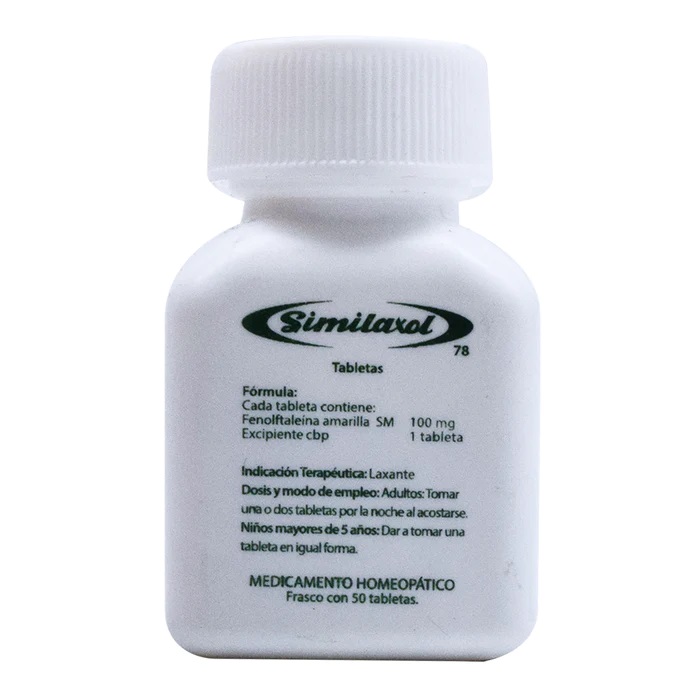 Similaxol
78
Tabletas
Fórmula:
Cada tableta contiene:
Fenolftaleína amarilla SM 100 mg
Excipiente cbp 1 tableta
Indicación Terapéutica: Laxante
Dosis y modo de empleo: Adultos: Tomar
una o dos tabletas por la noche al acostarse.
Niños mayores de 5 años: Dar a tomar una
tableta en igual forma.
MEDICAMENTO HOMEOPÁTICO
Frasco con 50 tabletas.